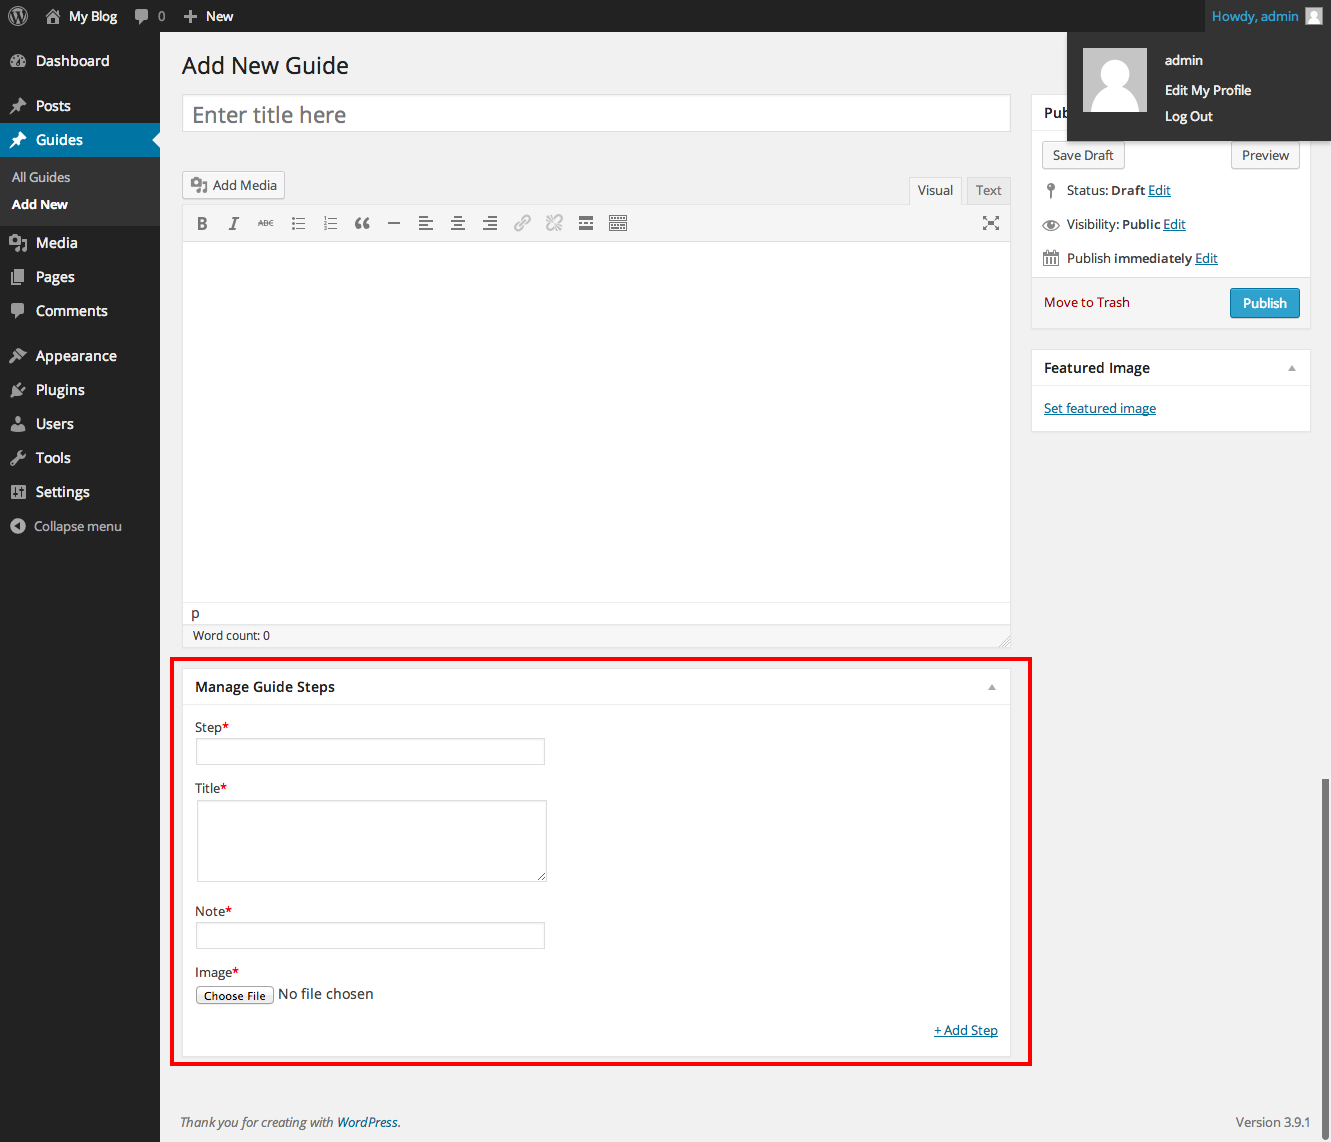 My Blog 0 New
Howdy, admin
admin
Edit My Profile
Log Out
Dashboard
Posts
Guides
All Guides
Add New
Media
Pages
Comments
Appearance
Plugins
Users
Tools
Settings
Collapse menu
Add New Guide
Enter title here
Add Media
Visual Text
B I ABC
p
Word count: 0
Pub
Save Draft Preview
Status: Draft Edit
Visibility: Public Edit
Publish immediately Edit
Move to Trash Publish
Featured Image
Set featured image
Manage Guide Steps
Step*
Title*
Note*
Image*
Choose File No file chosen
+ Add Step
Thank you for creating with WordPress.
Version 3.9.1